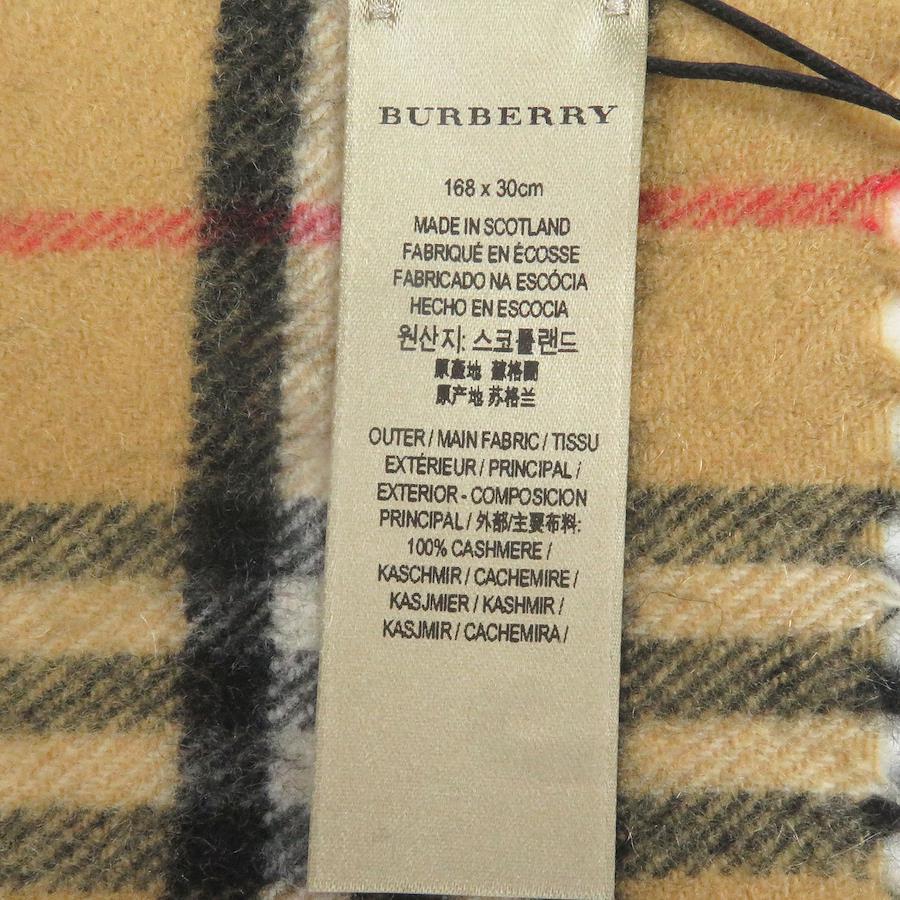 BURBERRY
168 x 30cm
MADE IN SCOTLAND
FABRIQUÉ EN ÉCOSSE
FABRICADO NA ESCÓCIA
HECHO EN ESCOCIA
원산지: 스코틀랜드
原產地 蘇格蘭
原产地 苏格兰
OUTER / MAIN FABRIC / TISSU
EXTÉRIEUR / PRINCIPAL /
EXTERIOR - COMPOSICION
PRINCIPAL / 外部/主要布料:
100% CASHMERE /
KASCHMIR / CACHEMIRE /
KASJMIER / KASHMIR /
KASJMIR / CACHEMIRA /